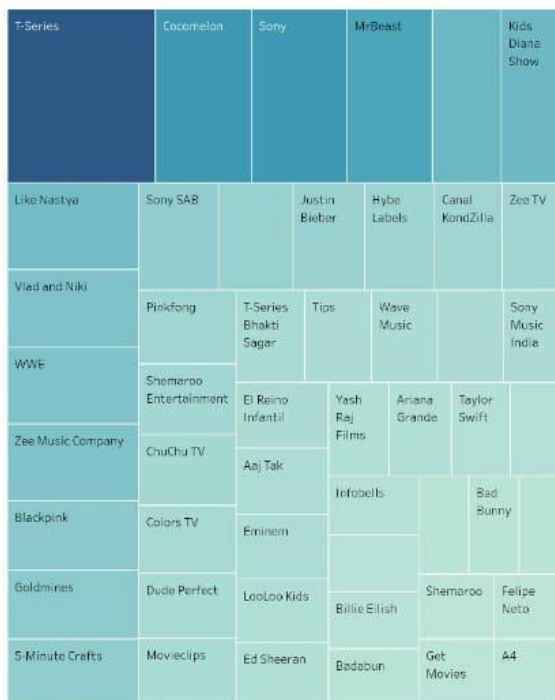 T-Series
Cocomelon
Sony
MrBeast
Kids
Diana
Show
Like Nastya
Vlad and Niki
WWE
Zee Music Company
Blackpink
Goldmines
5-Minute Crafts
Sony SAB
Justin
Bieber
Hybe
Labels
Canal
KondZilla
Zee TV
Pinkfong
Shemaroo
Entertainment
ChuChu TV
Colors TV
Dude Perfect
Movieclips
T-Series
Bhakti
Sagar
Tips
Wave
Music
Sony
Music
India
El Reino
Infantil
Aaj Tak
Eminem
LooLoo Kids
Ed Sheeran
Yash
Raj
Films
Ariana
Grande
Taylor
Swift
Infobells
Billie Eilish
Badabun
Bad
Bunny
Shemaroo
Felipe
Neto
Get
Movies
A4